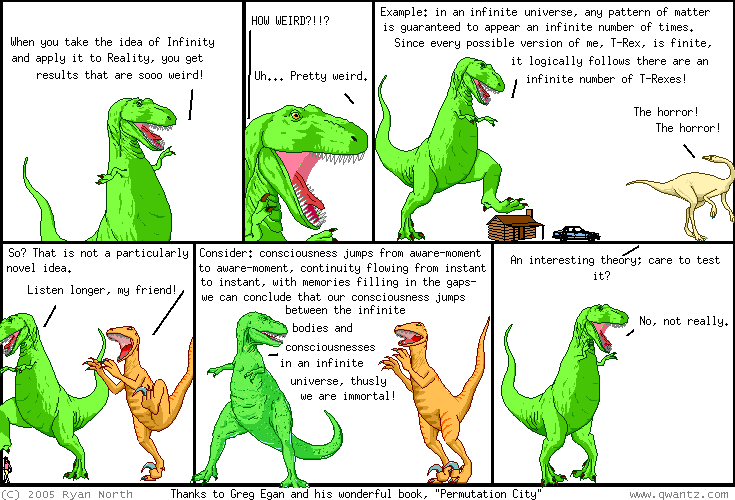 When you take the idea of Infinity
and apply it to Reality, you get
results that are sooo weird!
HOW WEIRD?!!?
Uh... Pretty weird.
Example: in an infinite universe, any pattern of matter
is guaranteed to appear an infinite number of times.
Since every possible version of me, T-Rex, is finite,
it logically follows there are an
infinite number of T-Rexes!
The horror!
The horror!
So? That is not a particularly
novel idea.
Listen longer, my friend!
Consider: consciousness jumps from aware-moment
to aware-moment, continuity flowing from instant
to instant, with memories filling in the gaps-
we can conclude that our consciousness jumps
between the infinite
bodies and
consciousnesses
in an infinite
universe, thusly
we are immortal!
An interesting theory; care to test
it?
No, not really.
(C) 2005 Ryan North
Thanks to Greg Egan and his wonderful book, "Permutation City"
www.qwantz.com